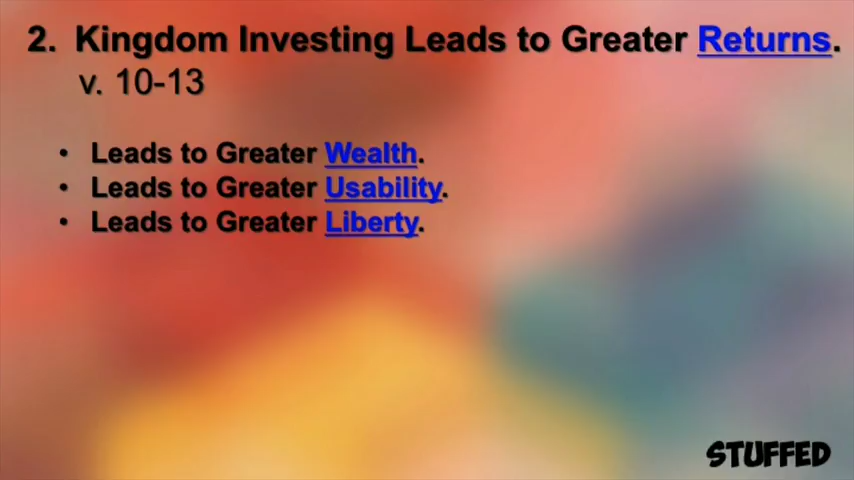 2. Kingdom Investing Leads to Greater Returns.
v. 10-13
• Leads to Greater Wealth.
• Leads to Greater Usability.
• Leads to Greater Liberty.
STUFFED